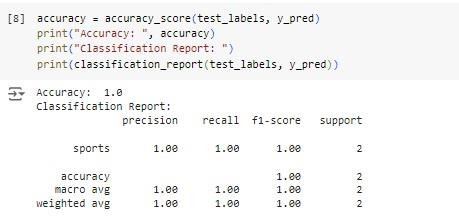 [8] accuracy = accuracy_score(test_labels, y_pred)
print("Accuracy: ", accuracy)
print("Classification Report: ")
print(classification_report(test_labels, y_pred))
Accuracy:  1.0
Classification Report:
precision recall f1-score support
sports 1.00 1.00 1.00 2
accuracy 1.00 2
macro avg 1.00 1.00 1.00 2
weighted avg 1.00 1.00 1.00 2